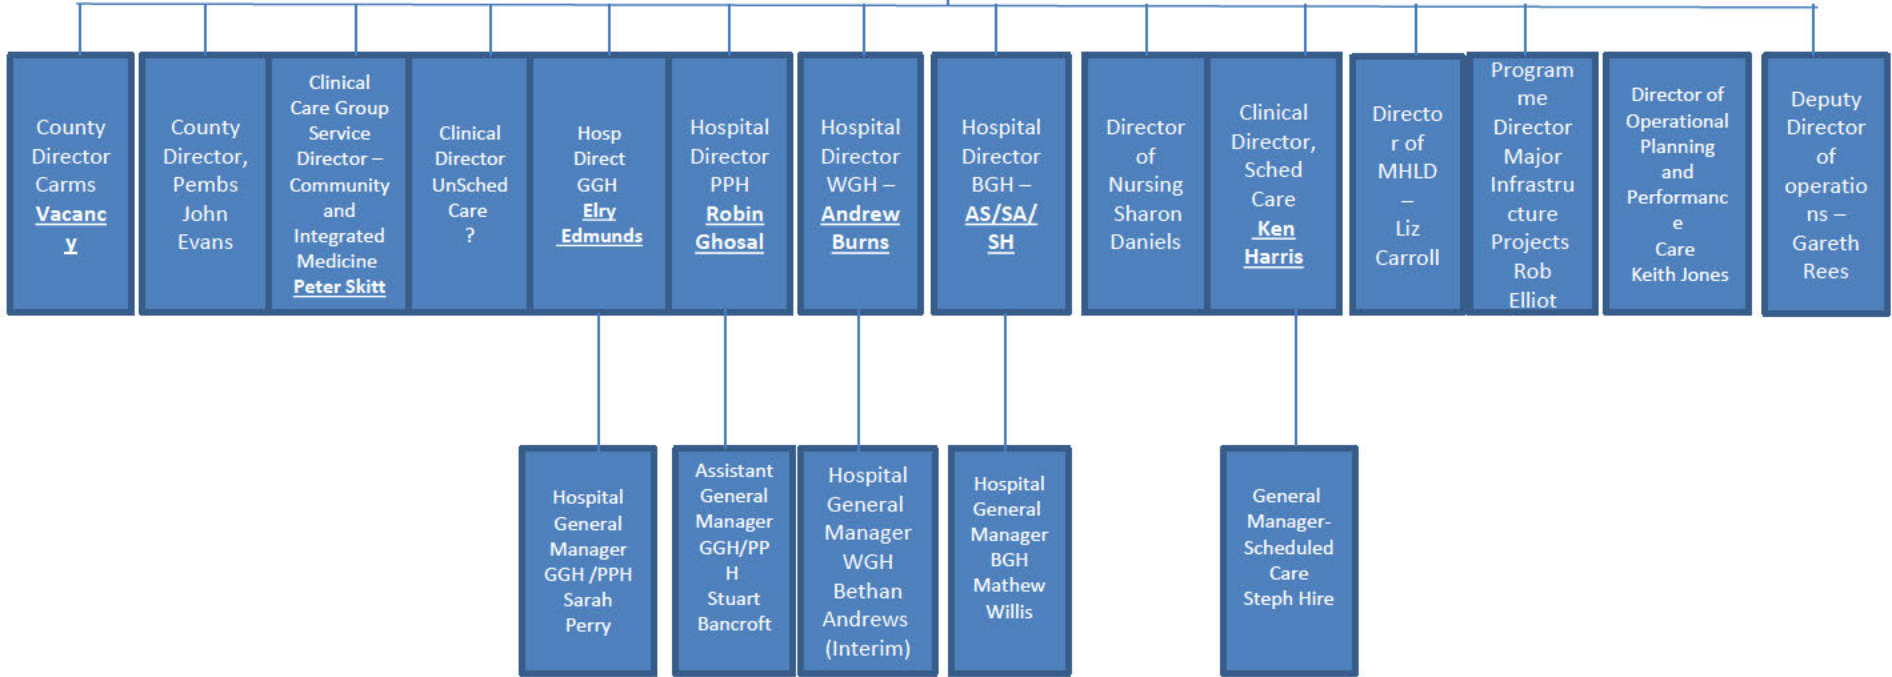 County
Director
Carms
Vacanc
y
County
Director,
Pembs
John
Evans
Clinical
Care Group
Service
Director –
Community
and
Integrated
Medicine
Peter Skitt
Clinical
Director
UnSched
Care
?
Hosp
Direct
GGH
Elry
Edmunds
Hospital
Director
PPH
Robin
Ghosal
Hospital
Director
WGH –
Andrew
Burns
Hospital
Director
BGH –
AS/SA/
SH
Director
of
Nursing
Sharon
Daniels
Clinical
Director,
Sched
Care
Ken
Harris
Directo
r of
MHLD
–
Liz
Carroll
Program
me
Director
Major
Infrastru
cture
Projects
Rob
Elliot
Director of
Operational
Planning
and
Performanc
e
Care
Keith Jones
Deputy
Director
of
operatio
ns –
Gareth
Rees
Hospital
General
Manager
GGH /PPH
Sarah
Perry
Assistant
General
Manager
GGH/PP
H
Stuart
Bancroft
Hospital
General
Manager
WGH
Bethan
Andrews
(Interim)
Hospital
General
Manager
BGH
Mathew
Willis
General
Manager-
Scheduled
Care
Steph Hire